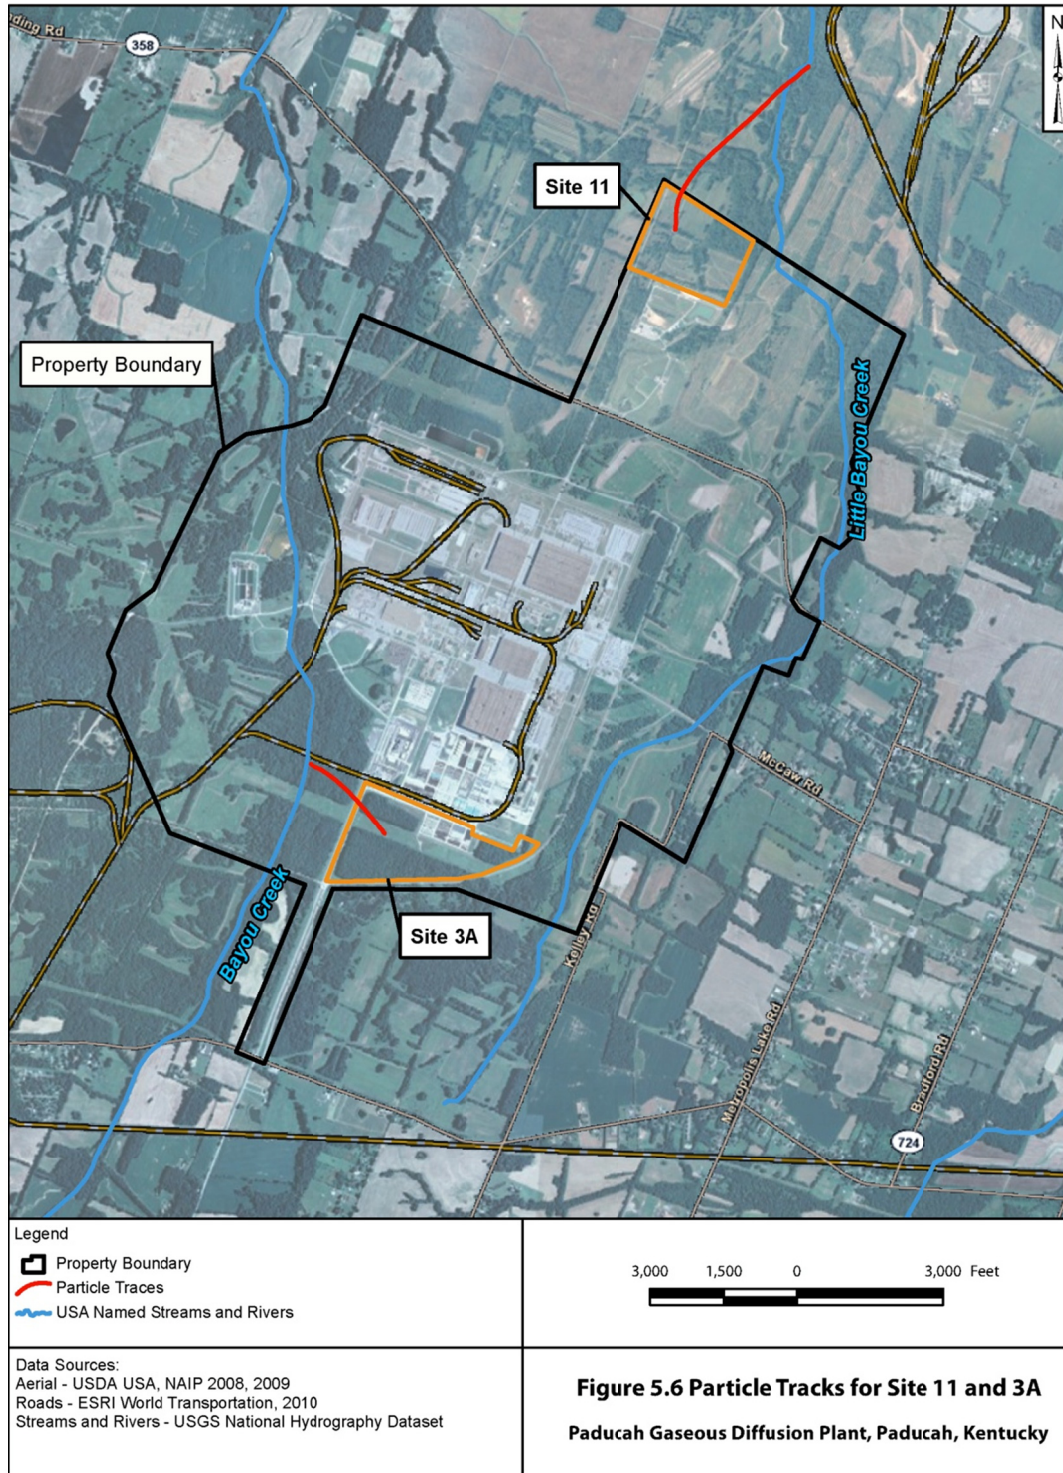 nding Rd
358
N
Site 11
Property Boundary
Little Bayou Creek
McCaw Rd
Bayou Creek
Site 3A
Kelley Rd
Metropolis Lake Rd
Bradford Rd
724
Legend
Property Boundary
Particle Traces
USA Named Streams and Rivers
3,000 1,500 0 3,000 Feet
Data Sources:
Aerial - USDA USA, NAIP 2008, 2009
Roads - ESRI World Transportation, 2010
Streams and Rivers - USGS National Hydrography Dataset
Figure 5.6 Particle Tracks for Site 11 and 3A
Paducah Gaseous Diffusion Plant, Paducah, Kentucky